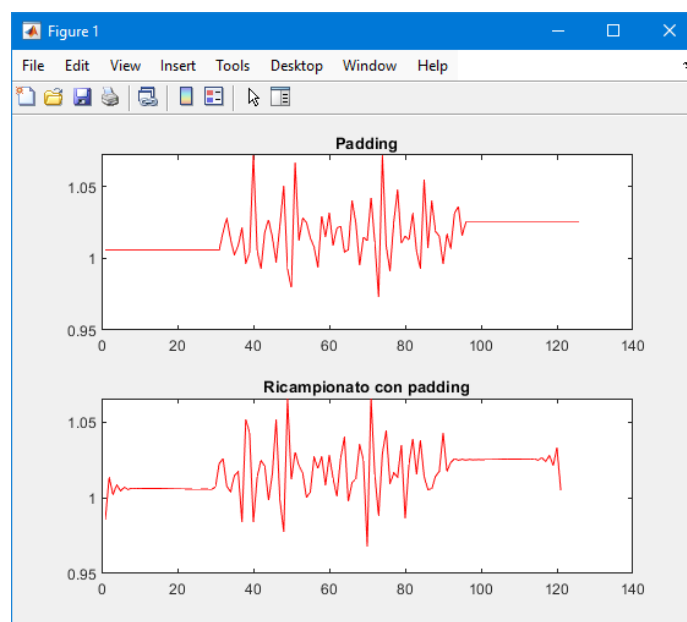 Figure 1
File Edit View Insert Tools Desktop Window Help
Padding
1.05
1
0.95
0 20 40 60 80 100 120 140
Ricampionato con padding
1.05
1
0.95
0 20 40 60 80 100 120 140